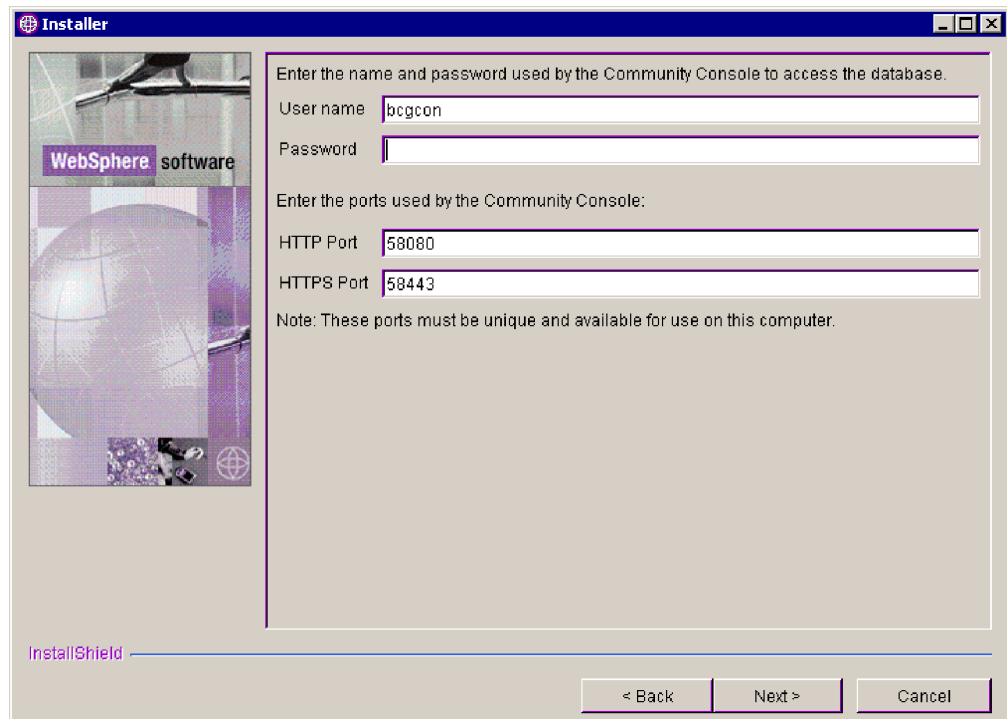 Installer
WebSphere software
Enter the name and password used by the Community Console to access the database.
User name bcgcon
Password
Enter the ports used by the Community Console:
HTTP Port 58080
HTTPS Port 58443
Note: These ports must be unique and available for use on this computer.
InstallShield
< Back Next > Cancel